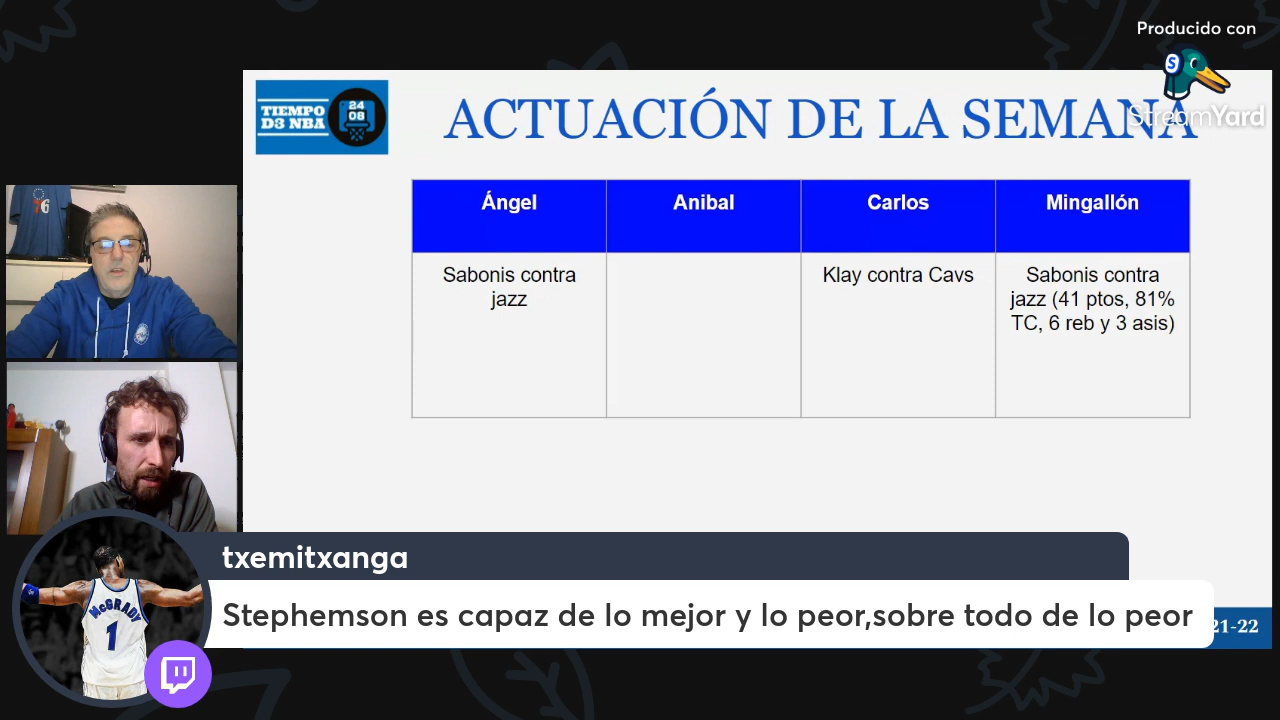 Producido con
StreamYard
TIEMPO
D3 NBA
24
08
ACTUACIÓN DE LA SEMANA
Ángel
Anibal
Carlos
Mingallón
Sabonis contra
jazz
Klay contra Cavs
Sabonis contra
jazz (41 ptos, 81%
TC, 6 reb y 3 asis)
76
txemitxanga
Stephemson es capaz de lo mejor y lo peor,sobre todo de lo peor
McGRADY
1
21-22